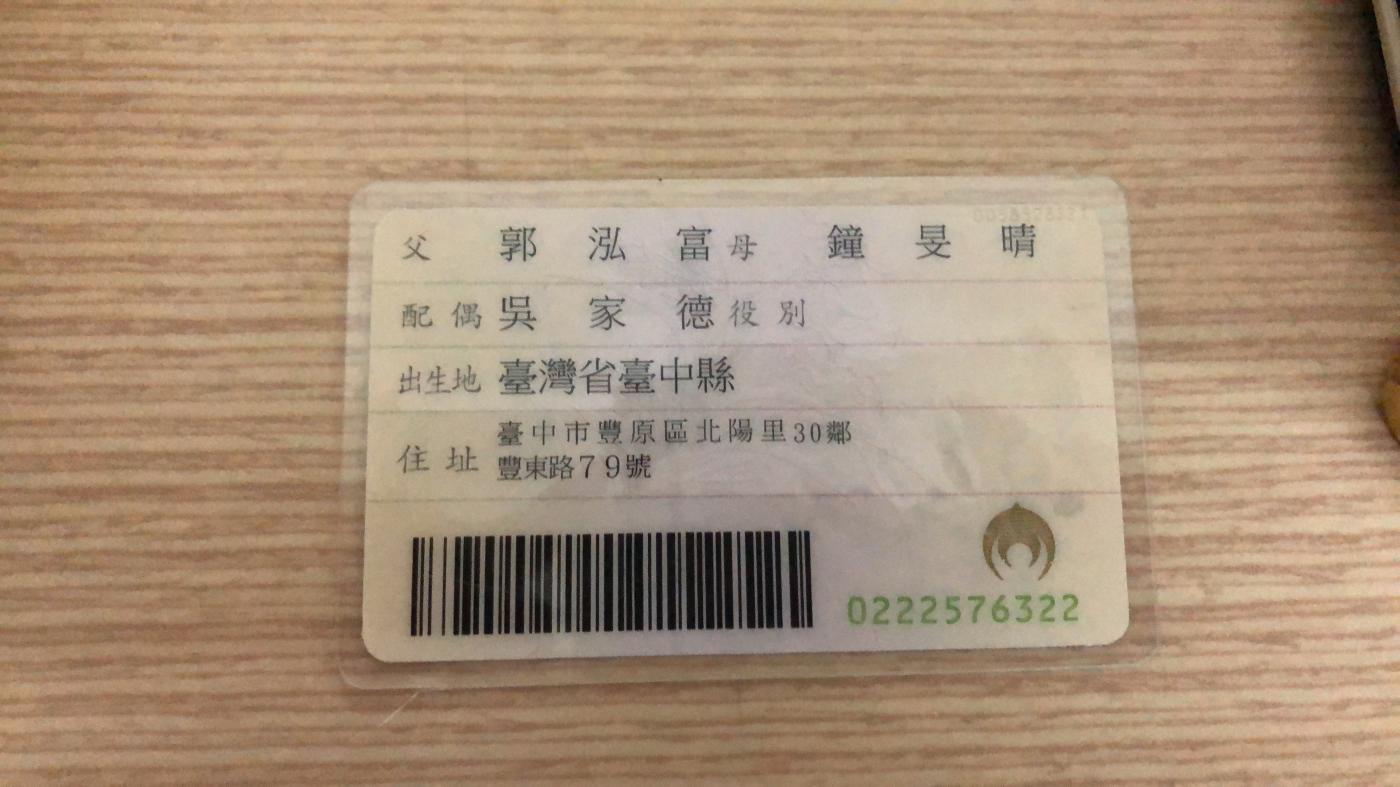 父 郭泓富 母 鐘旻晴
配偶 吳家德 役別
出生地 臺灣省臺中縣
住址 臺中市豐原區北陽里30鄰
豐東路79號
0222576322